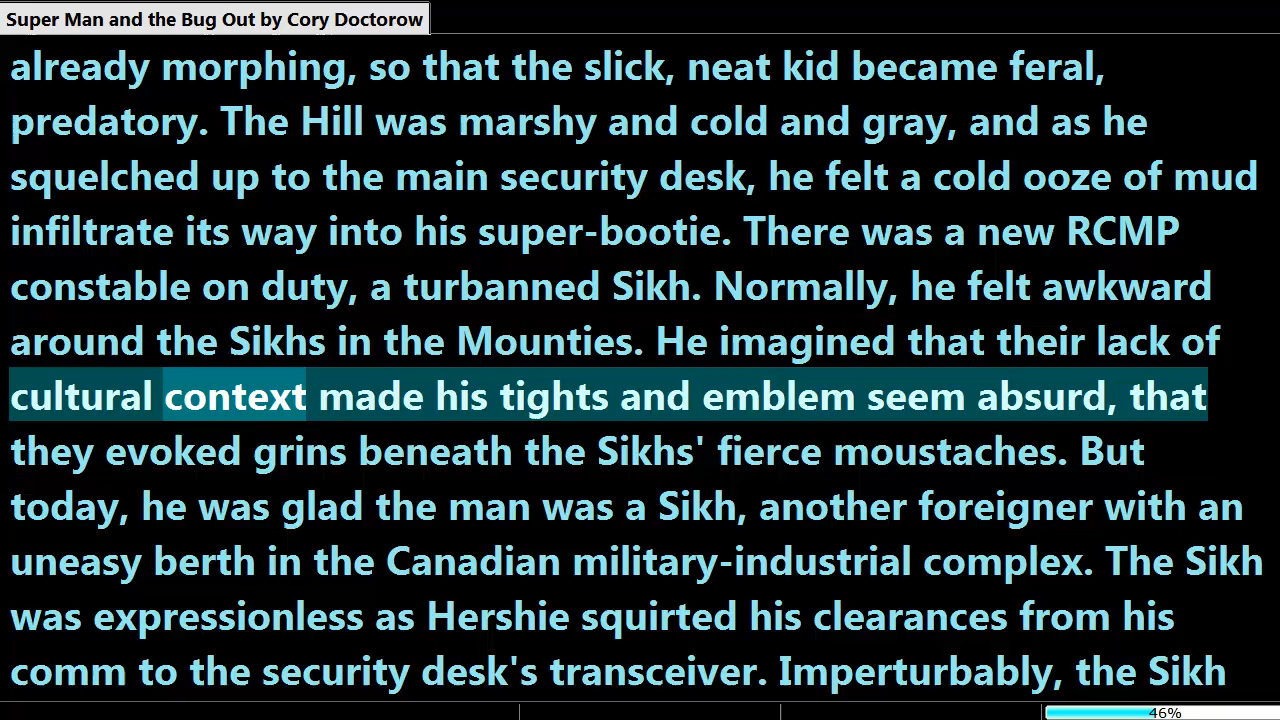 Super Man and the Bug Out by Cory Doctorow
already morphing, so that the slick, neat kid became feral,
predatory. The Hill was marshy and cold and gray, and as he
squelched up to the main security desk, he felt a cold ooze of mud
infiltrate its way into his super-bootie. There was a new RCMP
constable on duty, a turbanned Sikh. Normally, he felt awkward
around the Sikhs in the Mounties. He imagined that their lack of
cultural context made his tights and emblem seem absurd, that
they evoked grins beneath the Sikhs' fierce moustaches. But
today, he was glad the man was a Sikh, another foreigner with an
uneasy berth in the Canadian military-industrial complex. The Sikh
was expressionless as Hershie squirted his clearances from his
comm to the security desk's transceiver. Imperturbably, the Sikh
46%